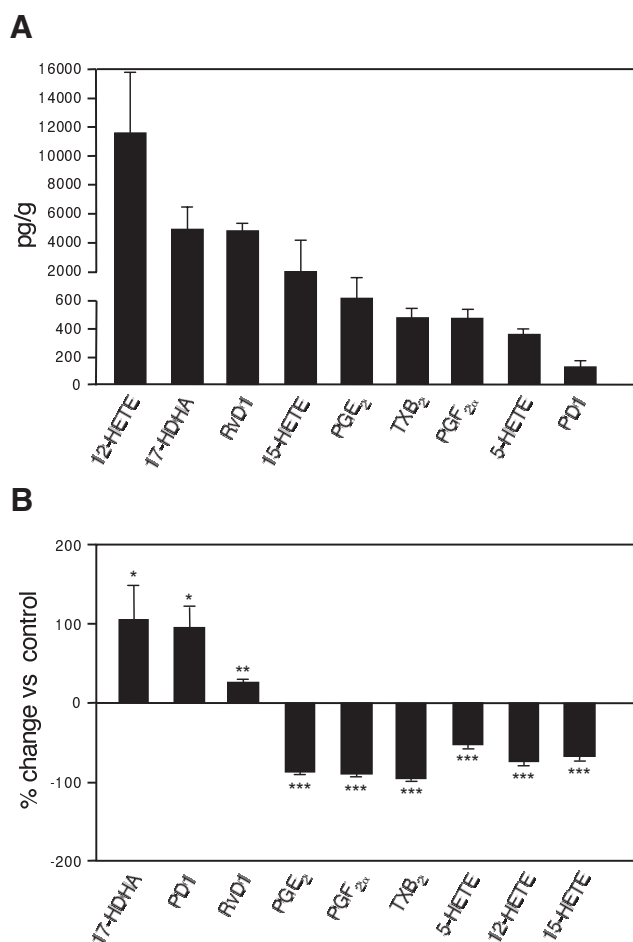 A
16000
14000
12000
10000
8000
6000
4000
2000
600
400
200
0
pg/g
12-HETE
17-HDHA
RvD1
15-HETE
PGE2
TXB2
PGF2α
5-HETE
PD1
B
200
100
0
-100
-200
% change vs control
*
*
**
***
***
***
***
***
***
17-HDHA
PD1
RvD1
PGE2
PGF2α
TXB2
5-HETE
12-HETE
15-HETE